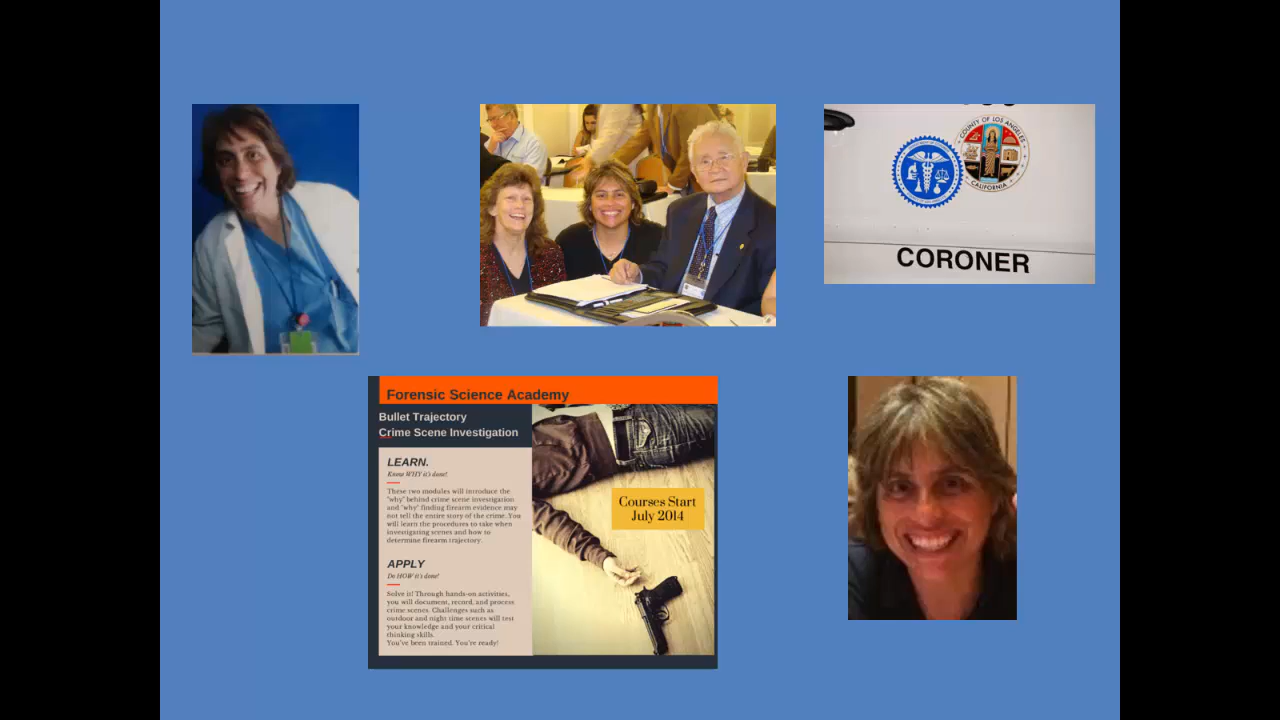 COUNTY OF LOS ANGELES
CALIFORNIA
CORONER
Forensic Science Academy
Bullet Trajectory
Crime Scene Investigation
LEARN.
Know WHY it's done!
These two modules will introduce the
"why" behind crime scene investigation
and "why" finding firearm evidence may
not tell the entire story of the crime. You
will learn the procedures to take when
investigating scenes and how to
determine firearm trajectory.
APPLY
Do HOW it's done!
Solve it! Through hands-on activities,
you will document, record, and process
crime scenes. Challenges such as
outdoor and night time scenes will test
your knowledge and your critical
thinking skills.
You've been trained. You're ready!
Courses Start
July 2014